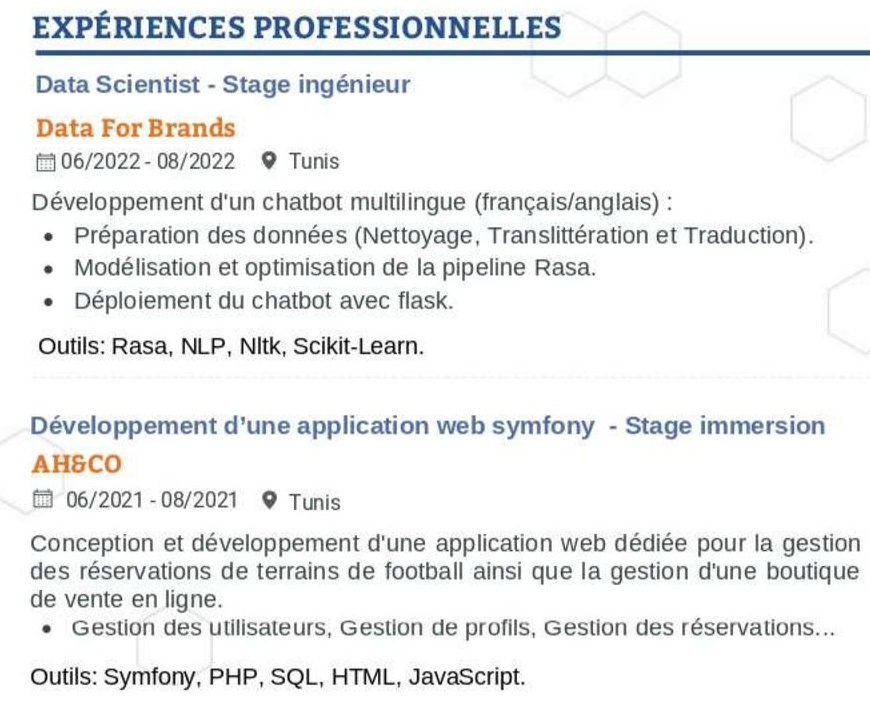 EXPÉRIENCES PROFESSIONNELLES
Data Scientist - Stage ingénieur
Data For Brands
06/2022 - 08/2022 Tunis
Développement d'un chatbot multilingue (français/anglais) :
• Préparation des données (Nettoyage, Translittération et Traduction).
• Modélisation et optimisation de la pipeline Rasa.
• Déploiement du chatbot avec flask.
Outils: Rasa, NLP, Nltk, Scikit-Learn.
Développement d’une application web symfony - Stage immersion
AH&CO
06/2021 - 08/2021 Tunis
Conception et développement d'une application web dédiée pour la gestion
des réservations de terrains de football ainsi que la gestion d'une boutique
de vente en ligne.
• Gestion des utilisateurs, Gestion de profils, Gestion des réservations...
Outils: Symfony, PHP, SQL, HTML, JavaScript.